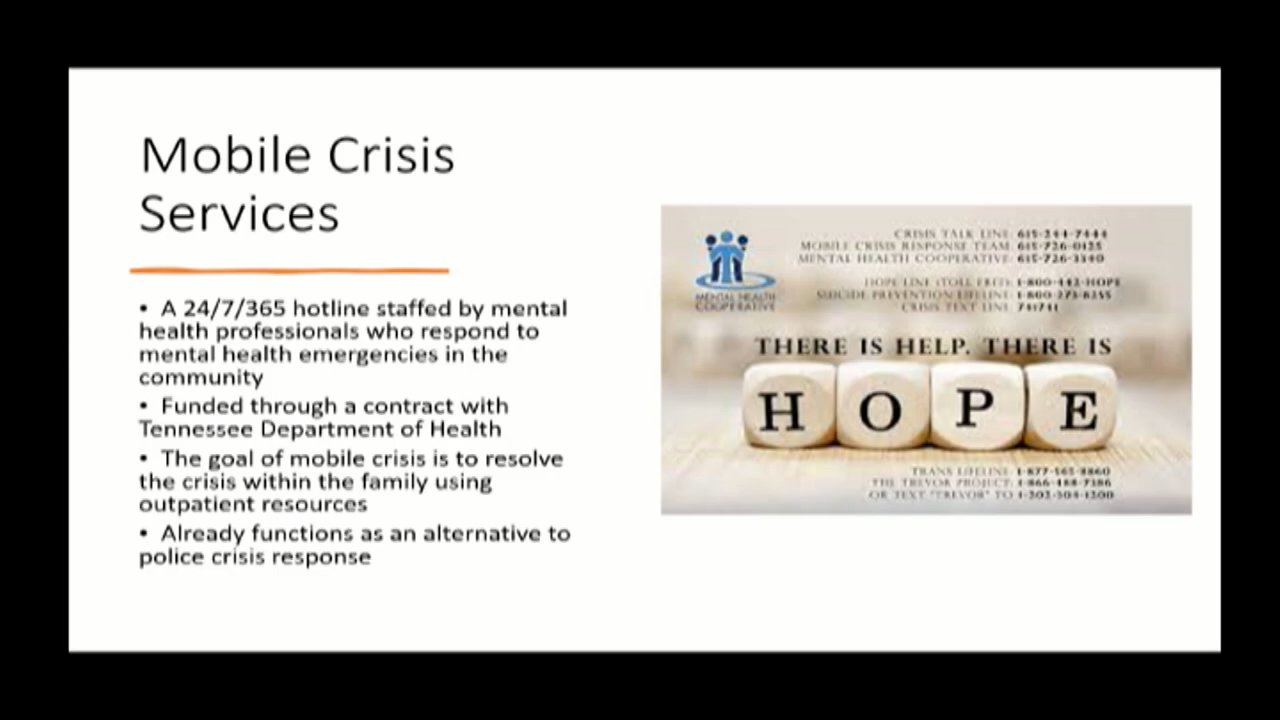 Mobile Crisis
Services
• A 24/7/365 hotline staffed by mental
health professionals who respond to
mental health emergencies in the
community
• Funded through a contract with
Tennessee Department of Health
• The goal of mobile crisis is to resolve
the crisis within the family using
outpatient resources
• Already functions as an alternative to
police crisis response
MENTAL HEALTH
COOPERATIVE
CRISIS TALK LINE: 615-244-7444
MOBILE CRISIS RESPONSE TEAM: 615-726-0125
MENTAL HEALTH COOPERATIVE: 615-726-3340
HOPE LINE (TOLL FREE): 1-800-442-HOPE
SUICIDE PREVENTION LIFELINE: 1-800-273-8255
CRISIS TEXT LINE: 741741
THERE IS HELP. THERE IS
HOPE
TRANS LIFELINE: 1-877-565-8860
THE TREVOR PROJECT: 1-866-488-7386
OR TEXT "TREVOR" TO 1-202-304-1200